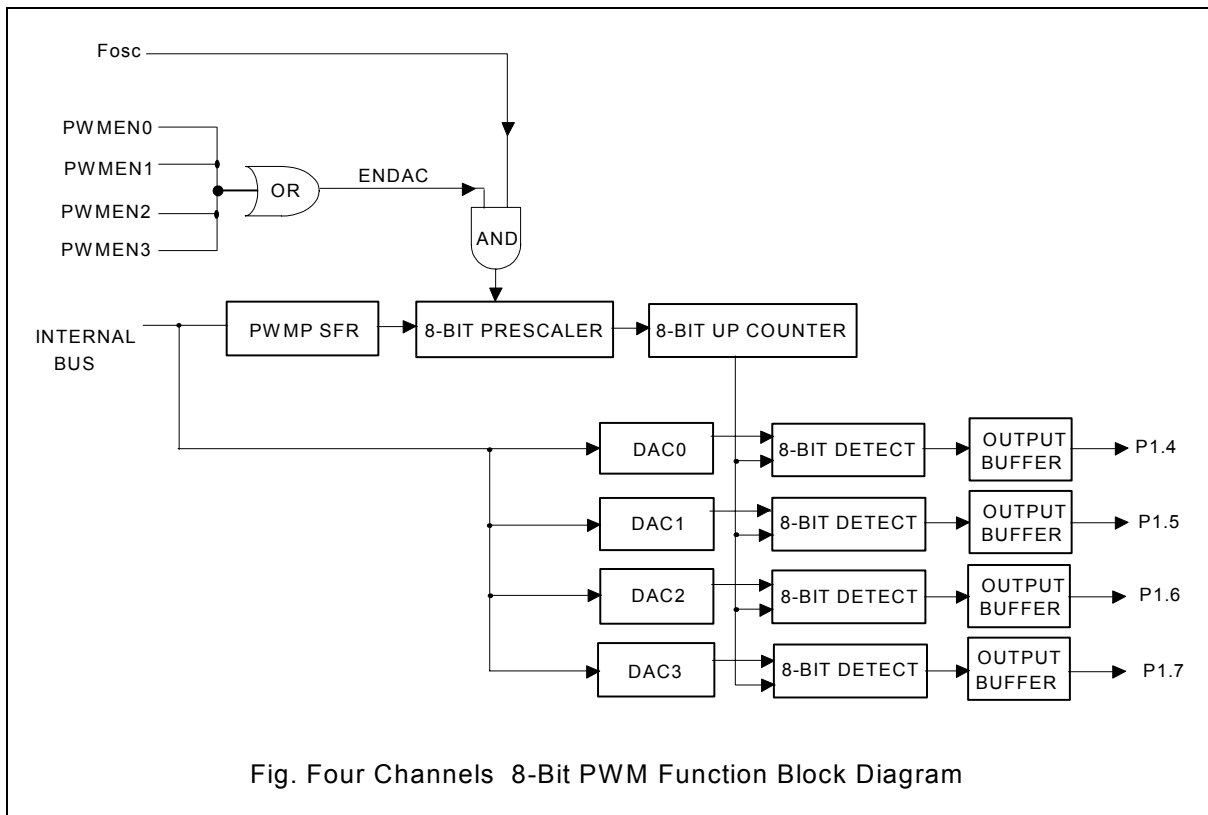 Fosc
PWMEN0
PWMEN1
PWMEN2
PWMEN3
OR
ENDAC
AND
INTERNAL
BUS
PWMP SFR
8-BIT PRESCALER
8-BIT UP COUNTER
DAC0
8-BIT DETECT
OUTPUT
BUFFER
P1.4
DAC1
8-BIT DETECT
OUTPUT
BUFFER
P1.5
DAC2
8-BIT DETECT
OUTPUT
BUFFER
P1.6
DAC3
8-BIT DETECT
OUTPUT
BUFFER
P1.7
Fig. Four Channels 8-Bit PWM Function Block Diagram